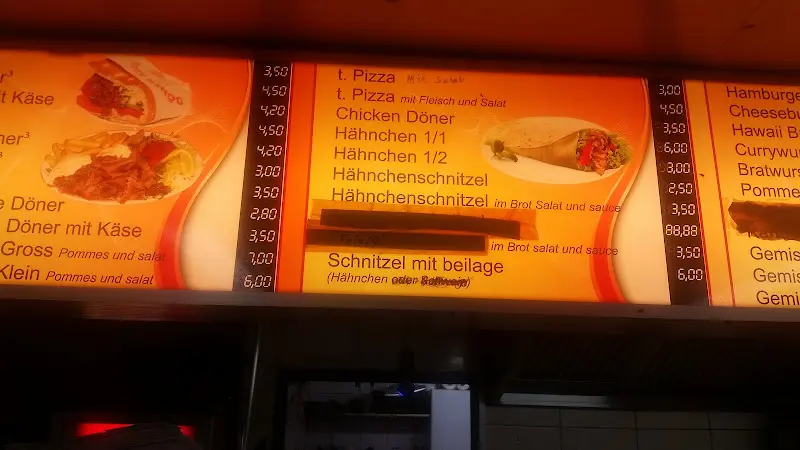 t Käse
e Döner
Döner mit Käse
Gross Pommes und salat
Klein Pommes und salat
3,50
4,50
4,20
4,50
4,20
3,00
3,50
2,80
3,50
7,00
6,00
t. Pizza Mit Salat
t. Pizza mit Fleisch und Salat
Chicken Döner
Hähnchen 1/1
Hähnchen 1/2
Hähnchenschnitzel
Hähnchenschnitzel im Brot Salat und sauce
im Brot salat und sauce
Schnitzel mit beilage
(Hähnchen oder
3,00
4,50
3,50
6,00
3,00
2,50
3,50
88,88
3,50
6,00
Hamburge
Cheesebu
Hawaii B
Currywu
Bratwurs
Pomme
Gemis
Gemis
Gemi